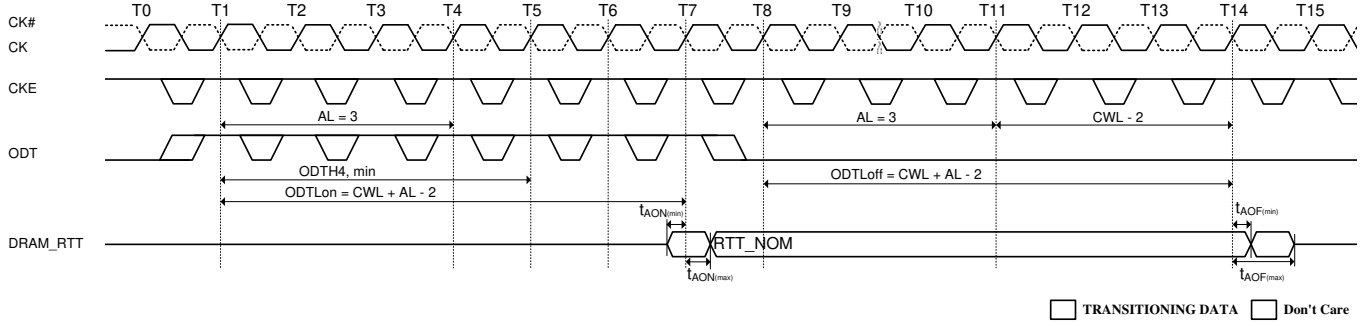 T0 T1 T2 T3 T4 T5 T6 T7 T8 T9 T10 T11 T12 T13 T14 T15
CK#
CK
CKE
AL = 3 AL = 3 CWL - 2
ODT
ODTH4, min
ODTLoff = CWL + AL - 2
ODTLon = CWL + AL - 2
tAON(min) tAOF(min)
DRAM_RTT RTT_NOM
tAON(max) tAOF(max)
TRANSITIONING DATA Don't Care